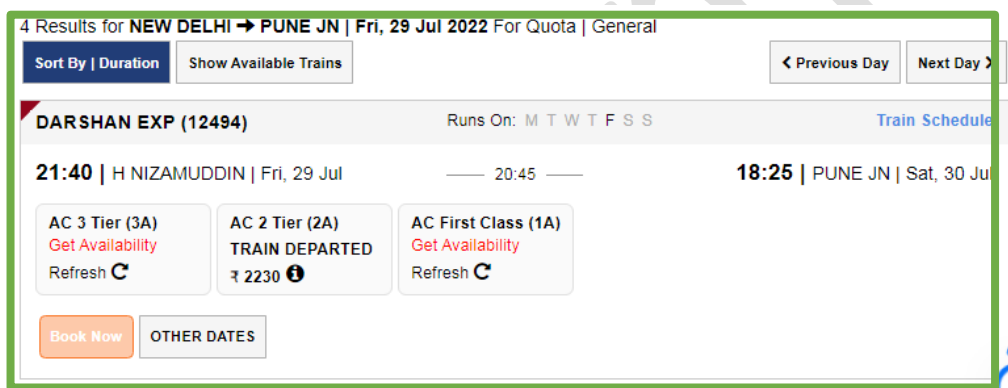 4 Results for NEW DELHI ➔ PUNE JN | Fri, 29 Jul 2022 For Quota | General
Sort By | Duration Show Available Trains < Previous Day Next Day >
DARSHAN EXP (12494) Runs On: M T W T F S S Train Schedule
21:40 | H NIZAMUDDIN | Fri, 29 Jul 20:45 18:25 | PUNE JN | Sat, 30 Jul
AC 3 Tier (3A) AC 2 Tier (2A) AC First Class (1A)
Get Availability TRAIN DEPARTED Get Availability
Refresh ₹ 2230 Refresh
Book Now OTHER DATES